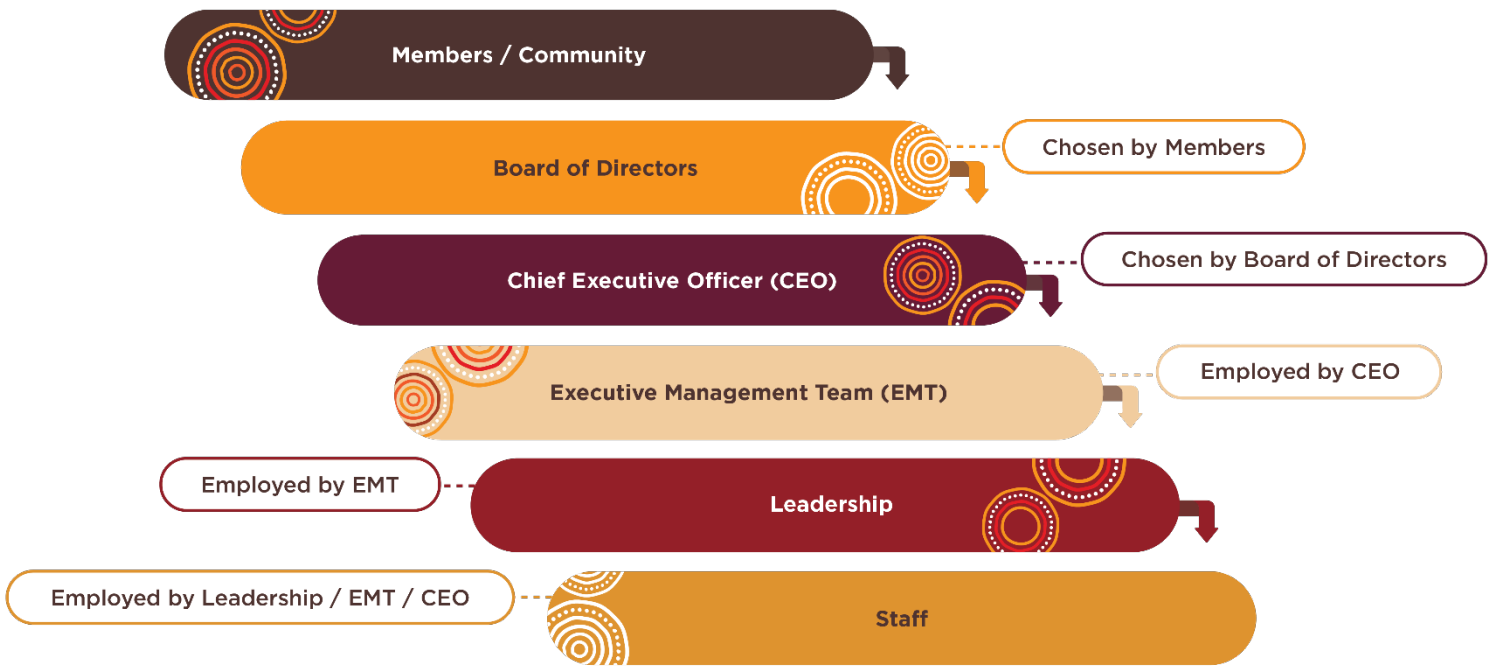 Members / Community
Board of Directors
Chosen by Members
Chief Executive Officer (CEO)
Chosen by Board of Directors
Executive Management Team (EMT)
Employed by CEO
Employed by EMT
Leadership
Employed by Leadership / EMT / CEO
Staff